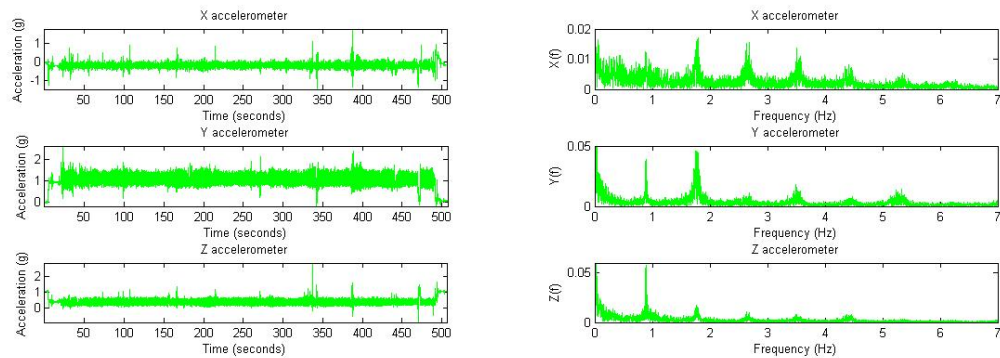 X accelerometer
Acceleration (g)
1
0
-1
50 100 150 200 250 300 350 400 450 500
Time (seconds)
Y accelerometer
Acceleration (g)
2
1
0
50 100 150 200 250 300 350 400 450 500
Time (seconds)
Z accelerometer
Acceleration (g)
2
1
0
50 100 150 200 250 300 350 400 450 500
Time (seconds)
X accelerometer
X(f)
0.02
0.01
0
0 1 2 3 4 5 6 7
Frequency (Hz)
Y accelerometer
Y(f)
0.05
0
0 1 2 3 4 5 6 7
Frequency (Hz)
Z accelerometer
Z(f)
0.05
0
0 1 2 3 4 5 6 7
Frequency (Hz)